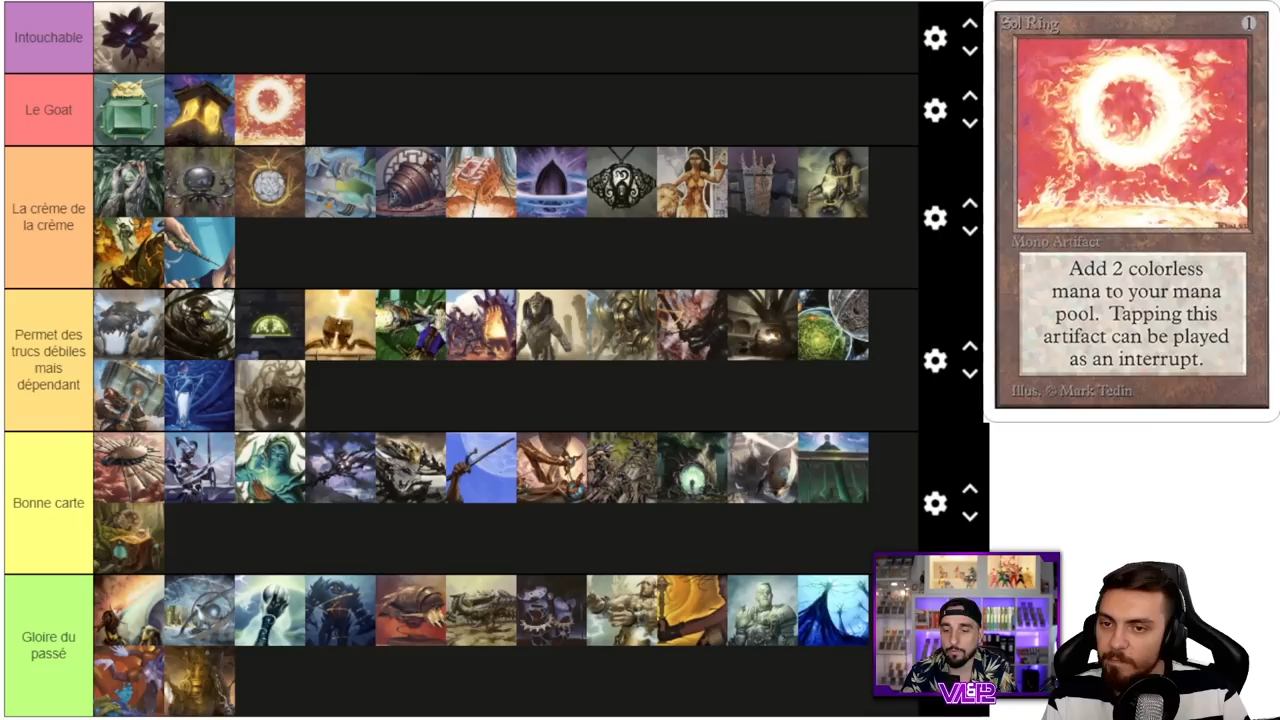 Intouchable
Le Goat
La crème de
la crème
Permet des
trucs débiles
mais
dépendant
Bonne carte
Gloire du
passé
Sol Ring
1
Mono Artifact
Add 2 colorless
mana to your mana
pool. Tapping this
artifact can be played
as an interrupt.
Illus. © Mark Tedin